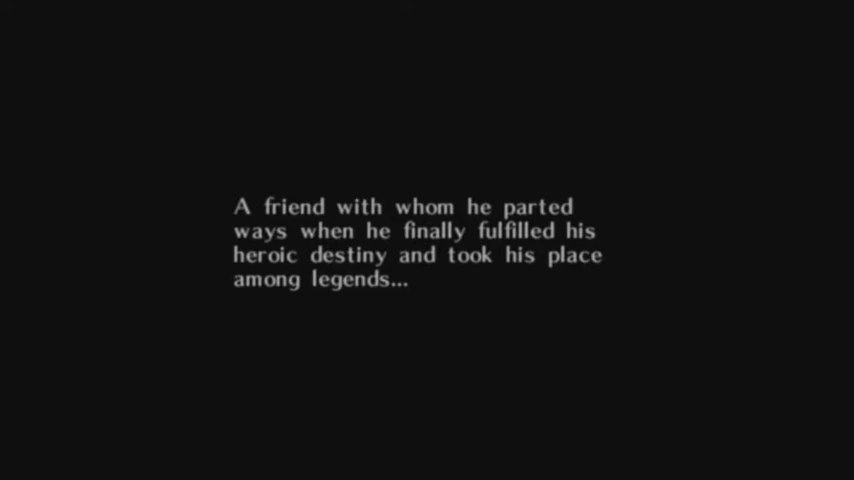 A friend with whom he parted
ways when he finally fulfilled his
heroic destiny and took his place
among legends...